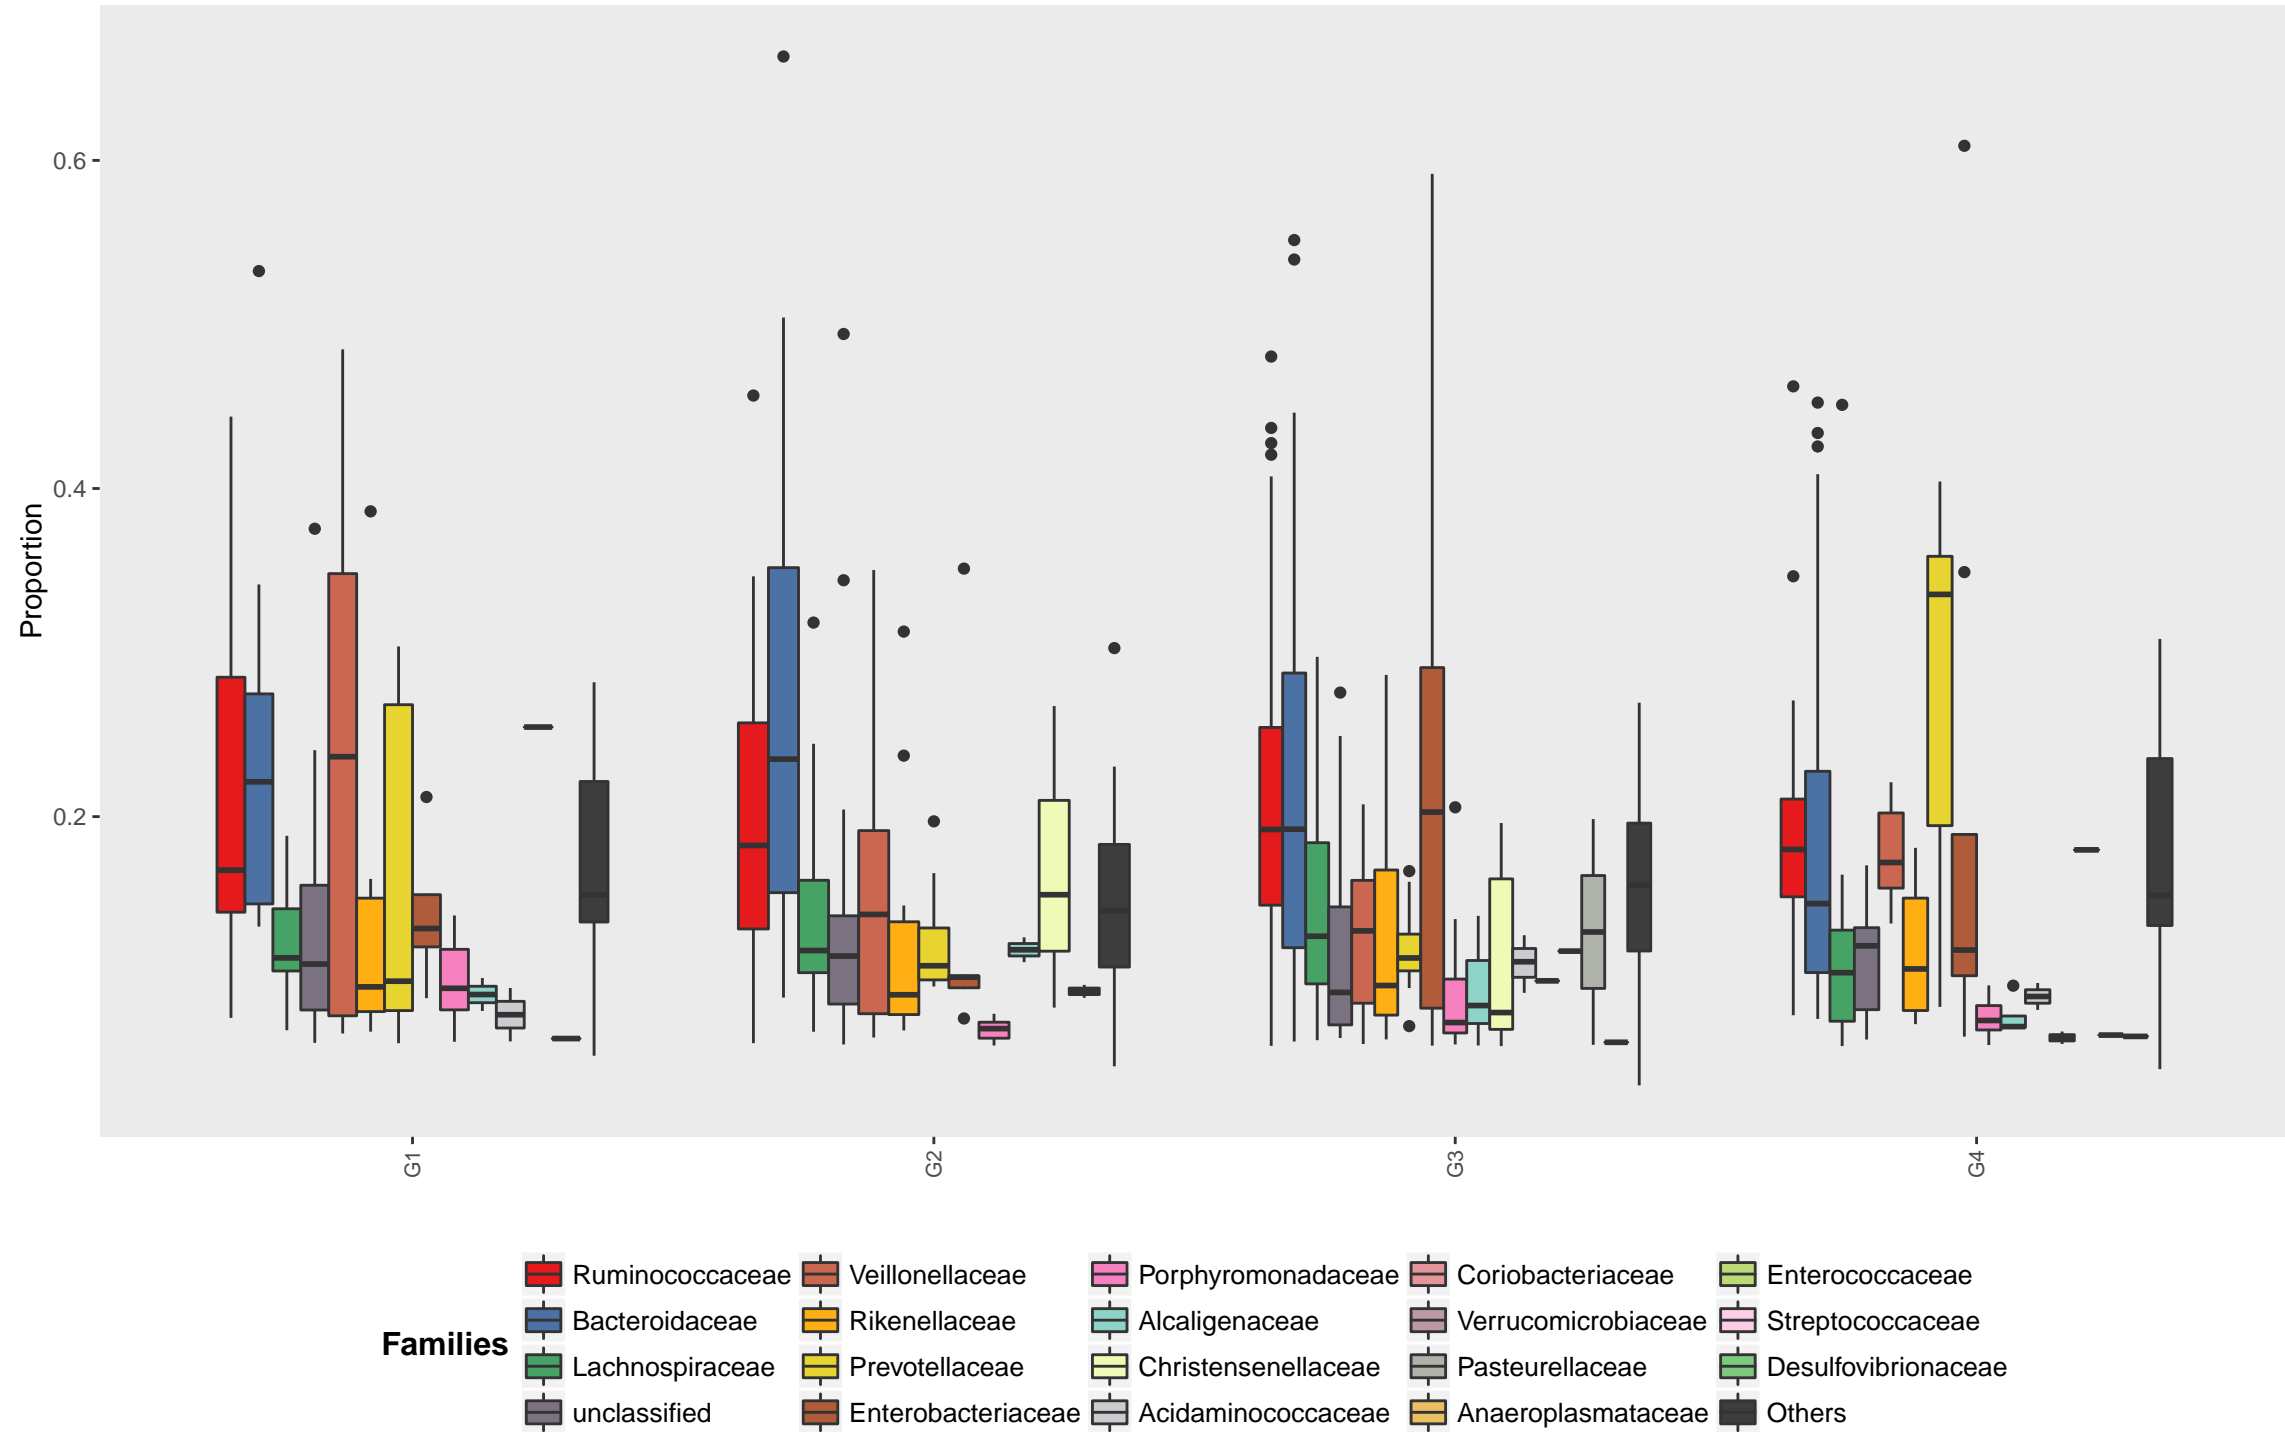 0.6
0.4
0.2
Proportion
G1 G2 G3 G4
Families
Ruminococcaceae Veillonellaceae Porphyromonadaceae Coriobacteriaceae Enterococcaceae
Bacteroidaceae Rikenellaceae Alcaligenaceae Verrucomicrobiaceae Streptococcaceae
Lachnospiraceae Prevotellaceae Christensenellaceae Pasteurellaceae Desulfovibrionaceae
unclassified Enterobacteriaceae Acidaminococcaceae Anaeroplasmataceae Others